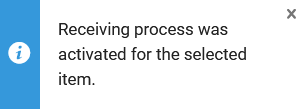 Receiving process was
activated for the selected
item.